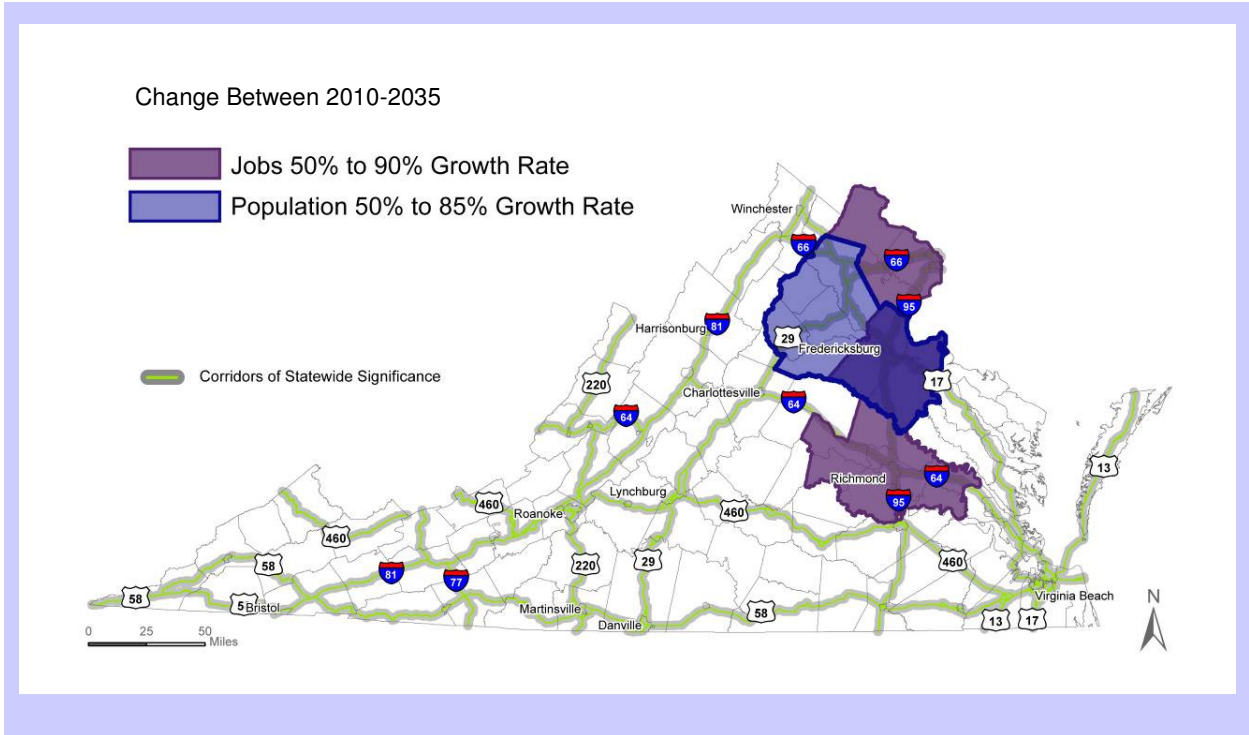 Change Between 2010-2035
Jobs 50% to 90% Growth Rate
Population 50% to 85% Growth Rate
Winchester
66
66
95
Harrisonburg
81
29
Fredericksburg
Corridors of Statewide Significance
220
17
Charlottesville
64
64
13
Richmond
64
Lynchburg
95
460
460
Roanoke
460
58
220
29
460
81
77
58
5
Bristol
Martinsville
58
Virginia Beach
N
Danville
13
17
0
25
50
Miles